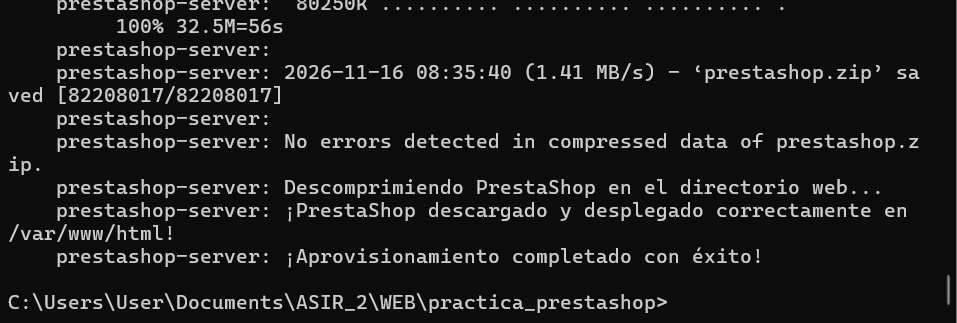 prestashop-server:  80250K .......... .......... .......... .
100% 32.5M=56s
prestashop-server:
prestashop-server: 2026-11-16 08:35:40 (1.41 MB/s) - ‘prestashop.zip’ sa
ved [82208017/82208017]
prestashop-server:
prestashop-server: No errors detected in compressed data of prestashop.z
ip.
prestashop-server: Descomprimiendo PrestaShop en el directorio web...
prestashop-server: ¡PrestaShop descargado y desplegado correctamente en
/var/www/html!
prestashop-server: ¡Aprovisionamiento completado con éxito!
C:\Users\User\Documents\ASIR_2\WEB\practica_prestashop>